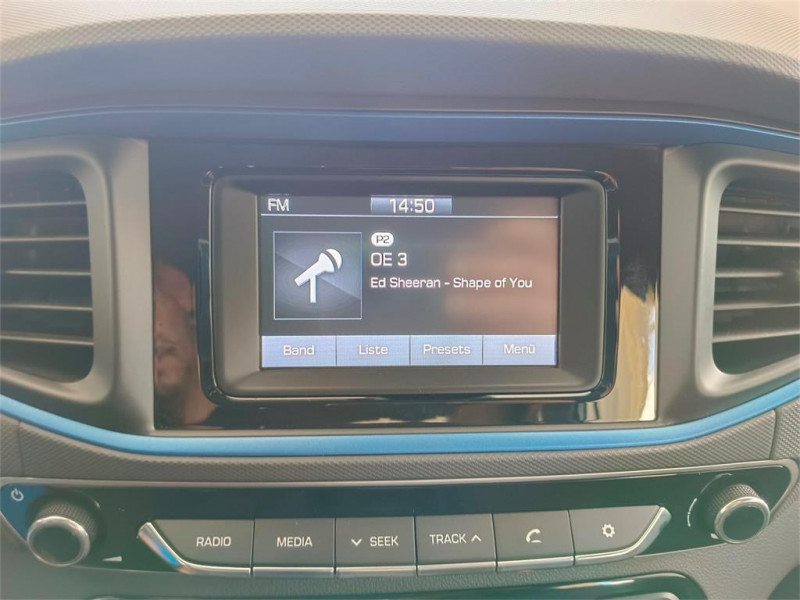 FM 14:50
P2
OE 3
Ed Sheeran - Shape of You
Band Liste Presets Menü
RADIO MEDIA SEEK TRACK